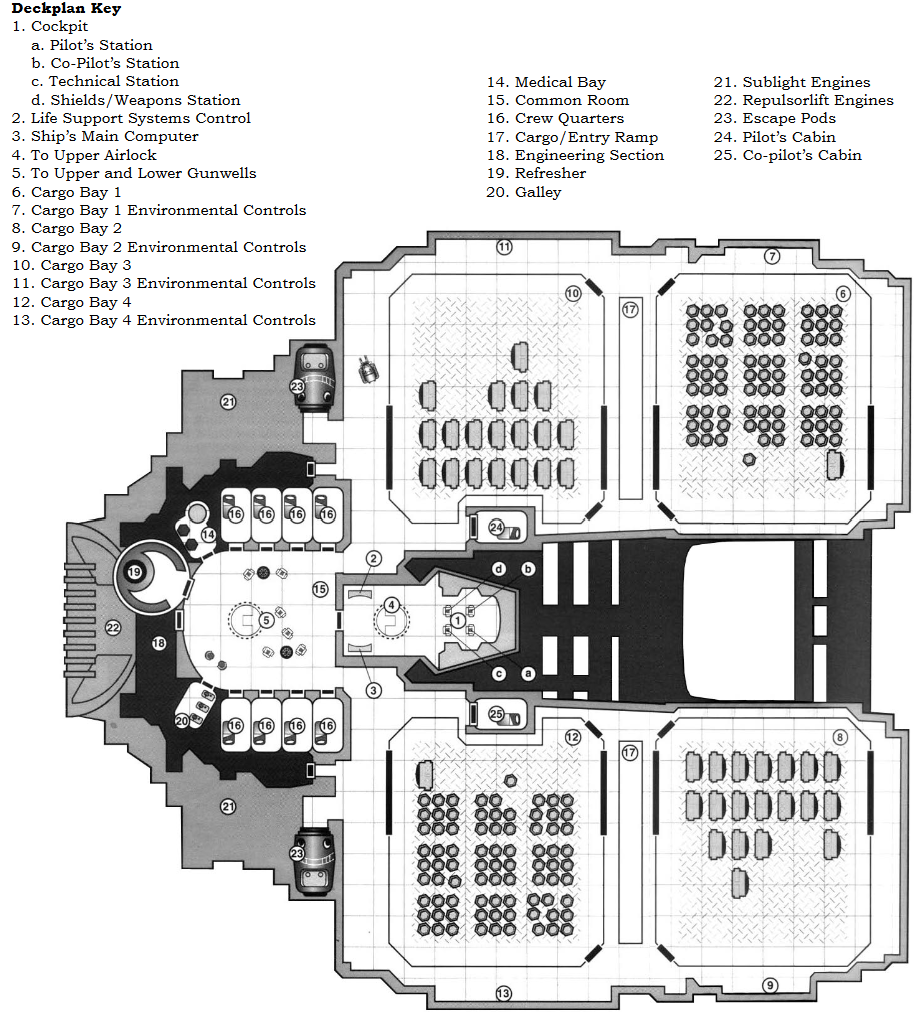 Deckplan Key
1. Cockpit
a. Pilot's Station
b. Co-Pilot's Station
c. Technical Station
d. Shields/Weapons Station
2. Life Support Systems Control
3. Ship's Main Computer
4. To Upper Airlock
5. To Upper and Lower Gunwells
6. Cargo Bay 1
7. Cargo Bay 1 Environmental Controls
8. Cargo Bay 2
9. Cargo Bay 2 Environmental Controls
10. Cargo Bay 3
11. Cargo Bay 3 Environmental Controls
12. Cargo Bay 4
13. Cargo Bay 4 Environmental Controls
14. Medical Bay
15. Common Room
16. Crew Quarters
17. Cargo/Entry Ramp
18. Engineering Section
19. Refresher
20. Galley
21. Sublight Engines
22. Repulsorlift Engines
23. Escape Pods
24. Pilot's Cabin
25. Co-pilot's Cabin
11
7
10
17
6
23
21
16 16 16 16
14
24
2
d b
19
15
4
5
1
22
18
c a
3
20
16 16 16 16
25
12
17
8
21
23
13
9